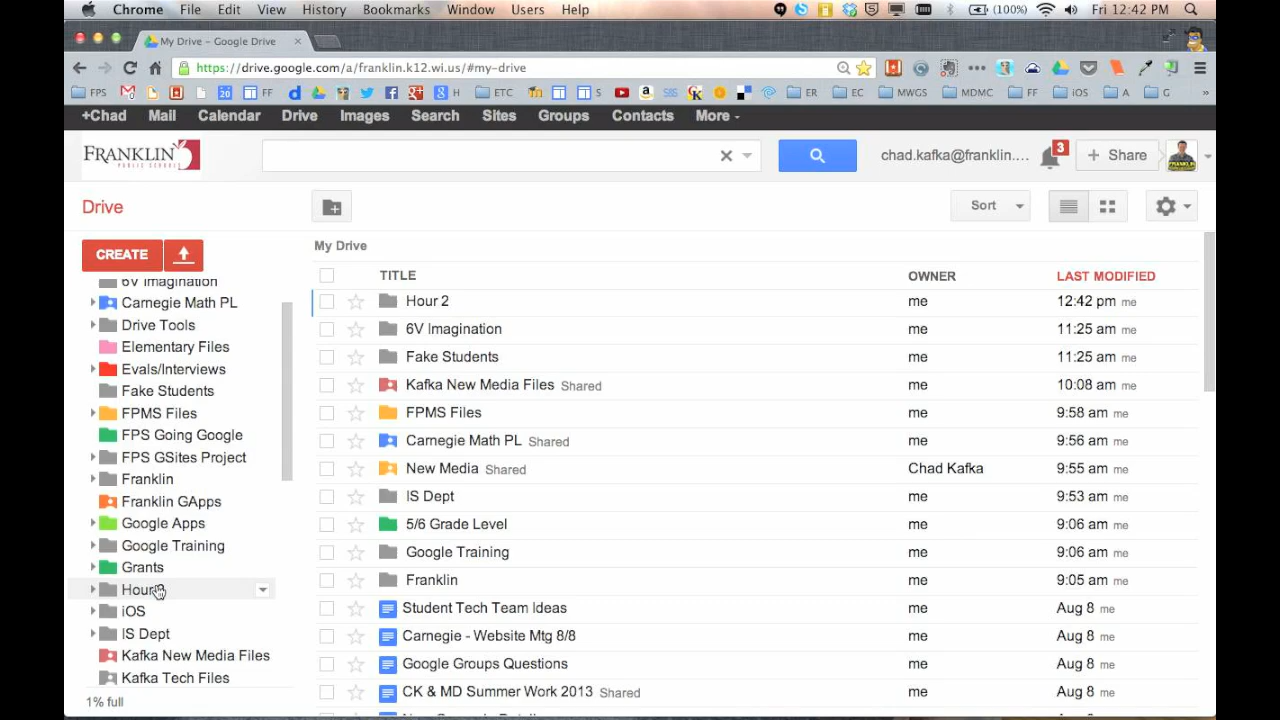 Chrome File Edit View History Bookmarks Window Users Help (100%) Fri 12:42 PM
My Drive – Google Drive
https://drive.google.com/a/franklin.k12.wi.us/#my-drive
FPS 20 FF H ETC S SBS ER EC MWGS MDMC FF iOS A G »
+Chad Mail Calendar Drive Images Search Sites Groups Contacts More
FRANKLIN PUBLIC SCHOOLS chad.kafka@franklin.... 3 + Share
Drive Sort
CREATE
My Drive
TITLE OWNER LAST MODIFIED
6V Imagination
Carnegie Math PL
Drive Tools
Elementary Files
Evals/Interviews
Fake Students
FPMS Files
FPS Going Google
FPS GSites Project
Franklin
Franklin GApps
Google Apps
Google Training
Grants
Hour
iOS
IS Dept
Kafka New Media Files
Kafka Tech Files
1% full
Hour 2 me 12:42 pm me
6V Imagination me 11:25 am me
Fake Students me 11:25 am me
Kafka New Media Files Shared me 10:08 am me
FPMS Files me 9:58 am me
Carnegie Math PL Shared me 9:56 am me
New Media Shared Chad Kafka 9:55 am me
IS Dept me 9:53 am me
5/6 Grade Level me 9:06 am me
Google Training me 9:06 am me
Franklin me 9:05 am me
Student Tech Team Ideas me Aug 8 me
Carnegie - Website Mtg 8/8 me Aug 8 me
Google Groups Questions me Aug 8 me
CK & MD Summer Work 2013 Shared me Aug 8 me